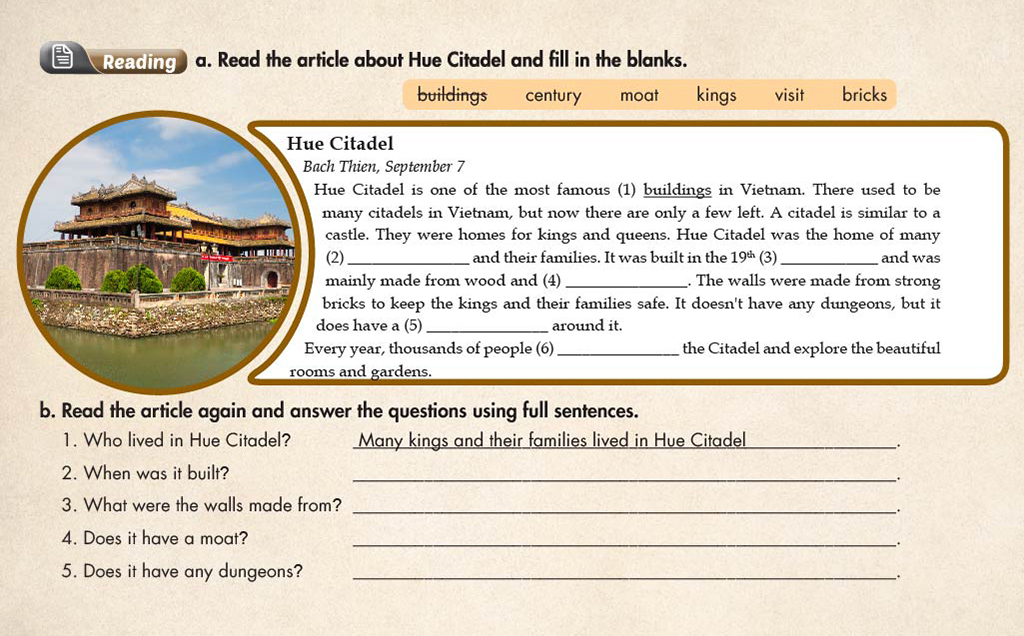 Reading a. Read the article about Hue Citadel and fill in the blanks.
buildings century moat kings visit bricks
Hue Citadel
Bach Thien, September 7
Hue Citadel is one of the most famous (1) buildings in Vietnam. There used to be
many citadels in Vietnam, but now there are only a few left. A citadel is similar to a
castle. They were homes for kings and queens. Hue Citadel was the home of many
(2) _______________ and their families. It was built in the 19th (3) ____________ and was
mainly made from wood and (4) _______________. The walls were made from strong
bricks to keep the kings and their families safe. It doesn't have any dungeons, but it
does have a (5) _______________ around it.
Every year, thousands of people (6) _______________ the Citadel and explore the beautiful
rooms and gardens.
b. Read the article again and answer the questions using full sentences.
1. Who lived in Hue Citadel? Many kings and their families lived in Hue Citadel.
2. When was it built? _______________.
3. What were the walls made from? _______________.
4. Does it have a moat? _______________.
5. Does it have any dungeons? _______________.